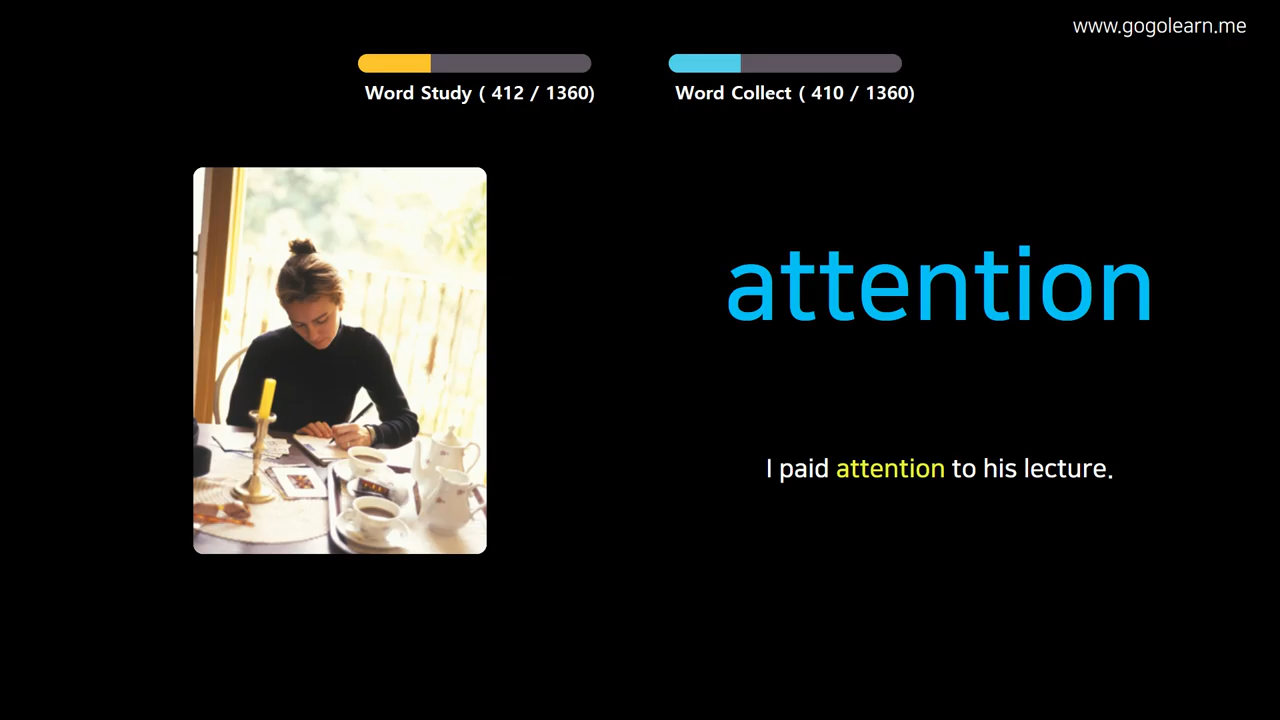 www.gogolearn.me
Word Study ( 412 / 1360)
Word Collect ( 410 / 1360)
attention
I paid attention to his lecture.